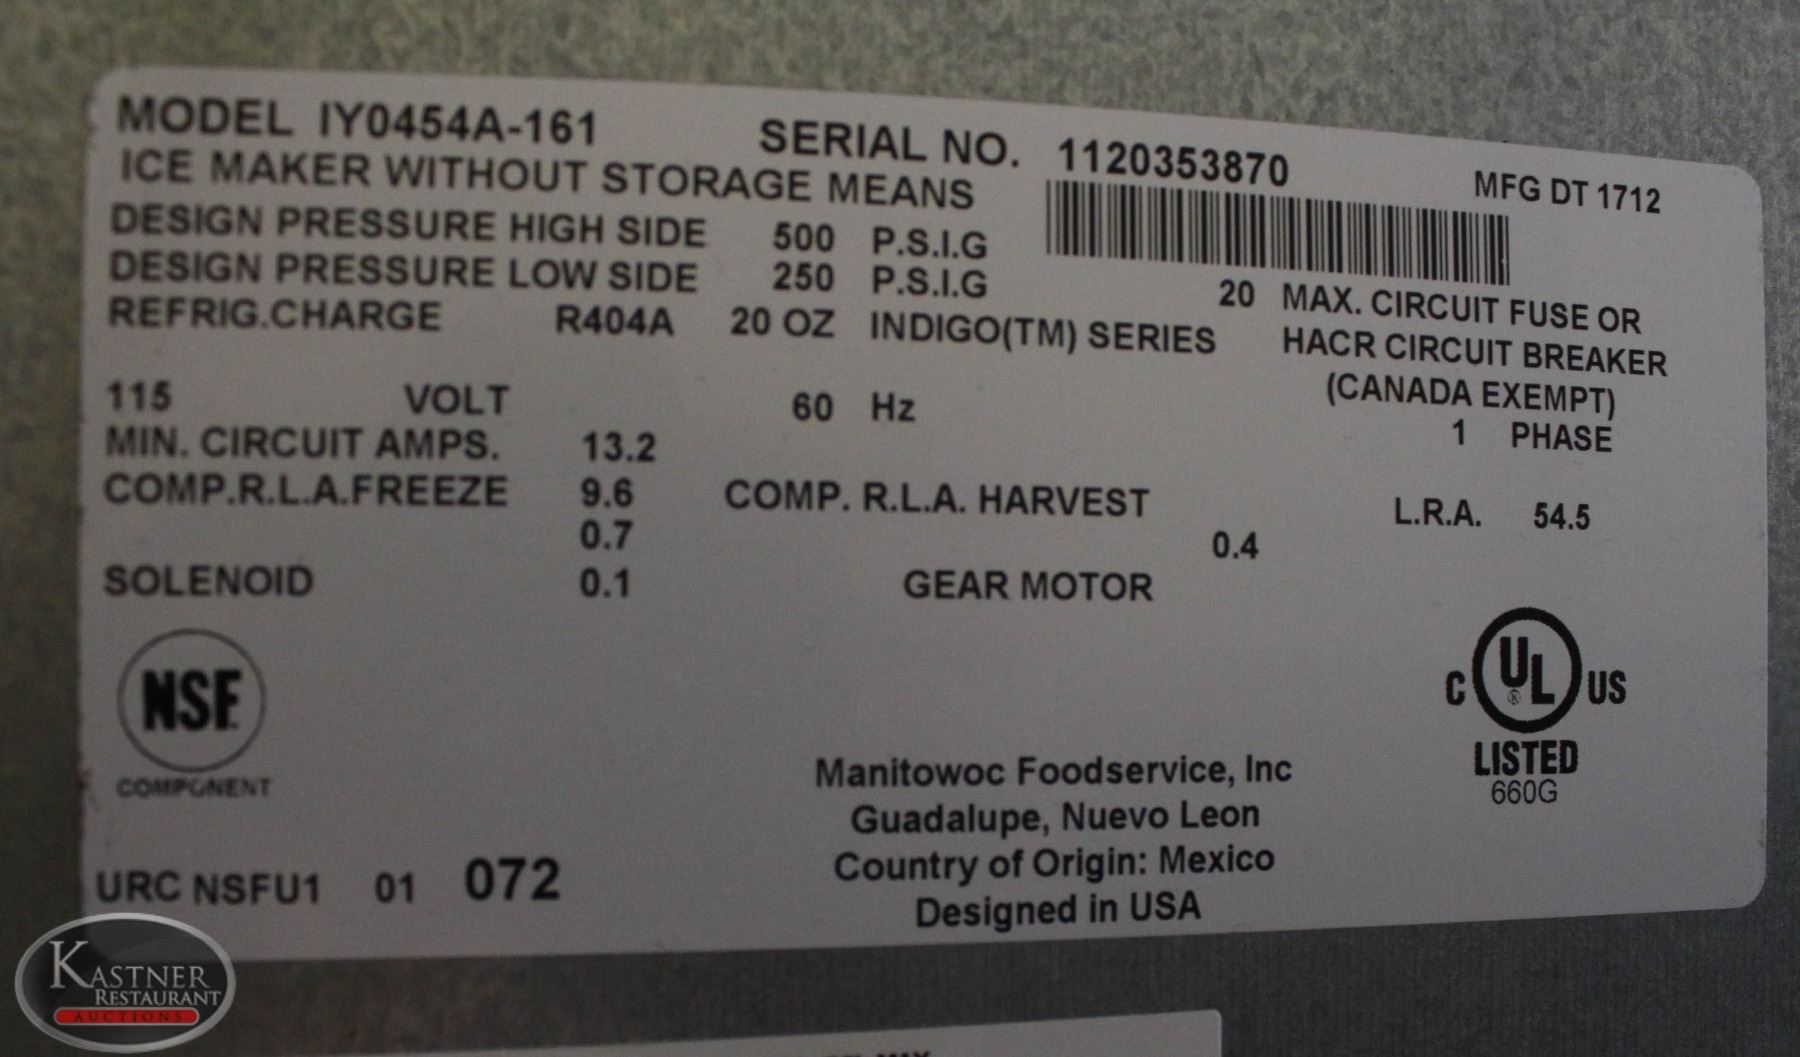 MODEL IY0454A-161 SERIAL NO. 1120353870 MFG DT 1712
ICE MAKER WITHOUT STORAGE MEANS
DESIGN PRESSURE HIGH SIDE 500 P.S.I.G
DESIGN PRESSURE LOW SIDE 250 P.S.I.G
REFRIG.CHARGE R404A 20 OZ INDIGO(TM) SERIES
20 MAX. CIRCUIT FUSE OR
HACR CIRCUIT BREAKER
(CANADA EXEMPT)
115 VOLT 60 Hz 1 PHASE
MIN. CIRCUIT AMPS. 13.2
COMP.R.L.A.FREEZE 9.6 COMP. R.L.A. HARVEST L.R.A. 54.5
0.7 0.4
SOLENOID 0.1 GEAR MOTOR
NSF
COMPONENT
C UL® US
LISTED
660G
Manitowoc Foodservice, Inc
Guadalupe, Nuevo Leon
Country of Origin: Mexico
Designed in USA
URC NSFU1 01 072
KASTNER
RESTAURANT
AUCTIONS